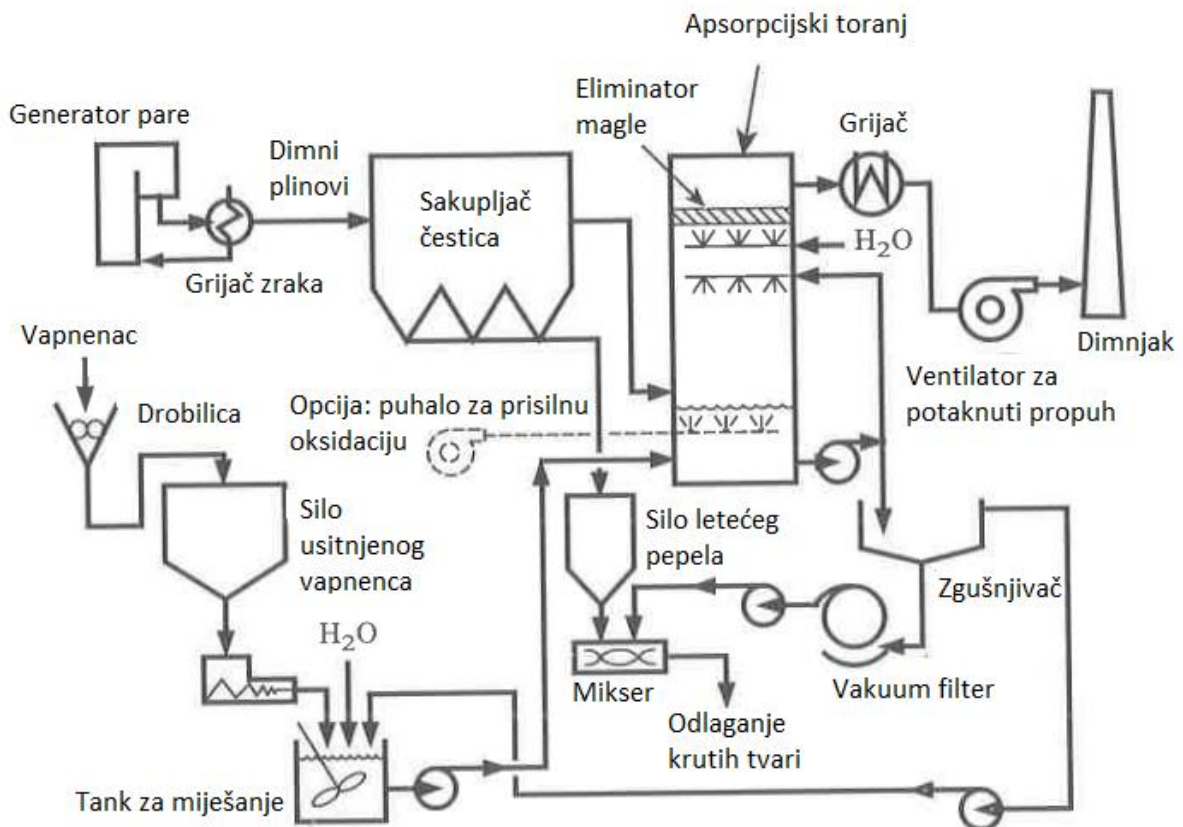 Apsorpcijski toranj
Eliminator
magle
Grijač
Generator pare
Dimni
plinovi
Sakupljač
čestica
H₂O
Grijač zraka
Vapnenac
Dimnjak
Drobilica
Opcija: puhalo za prisilnu
oksidaciju
Ventilator za
potaknuti propuh
Silo
usitnjenog
vapnenca
Silo letećeg
pepela
Zgušnjivač
H₂O
Mikser
Vakuum filter
Odlaganje
krutih tvari
Tank za miješanje